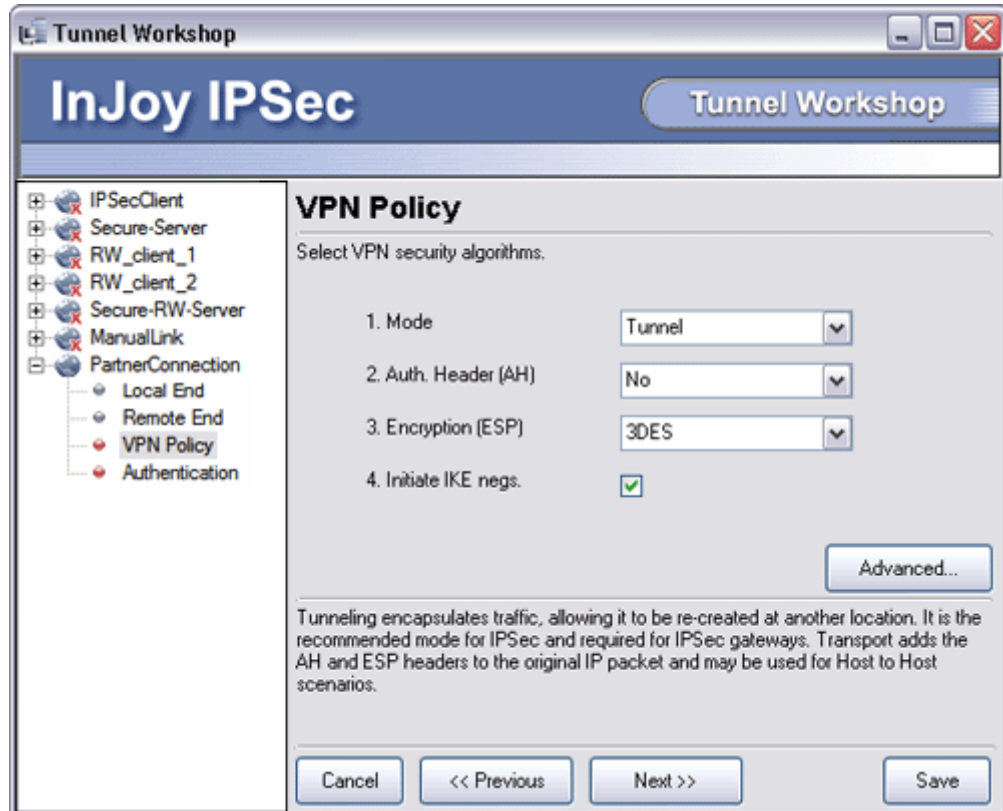 Tunnel Workshop
InJoy IPSec
Tunnel Workshop
IPSecClient
Secure-Server
RW_client_1
RW_client_2
Secure-RW-Server
ManualLink
PartnerConnection
Local End
Remote End
VPN Policy
Authentication
VPN Policy
Select VPN security algorithms.
1. Mode
Tunnel
2. Auth. Header (AH)
No
3. Encryption (ESP)
3DES
4. Initiate IKE negs.
Advanced...
Tunneling encapsulates traffic, allowing it to be re-created at another location. It is the
recommended mode for IPSec and required for IPSec gateways. Transport adds the
AH and ESP headers to the original IP packet and may be used for Host to Host
scenarios.
Cancel
<< Previous
Next >>
Save